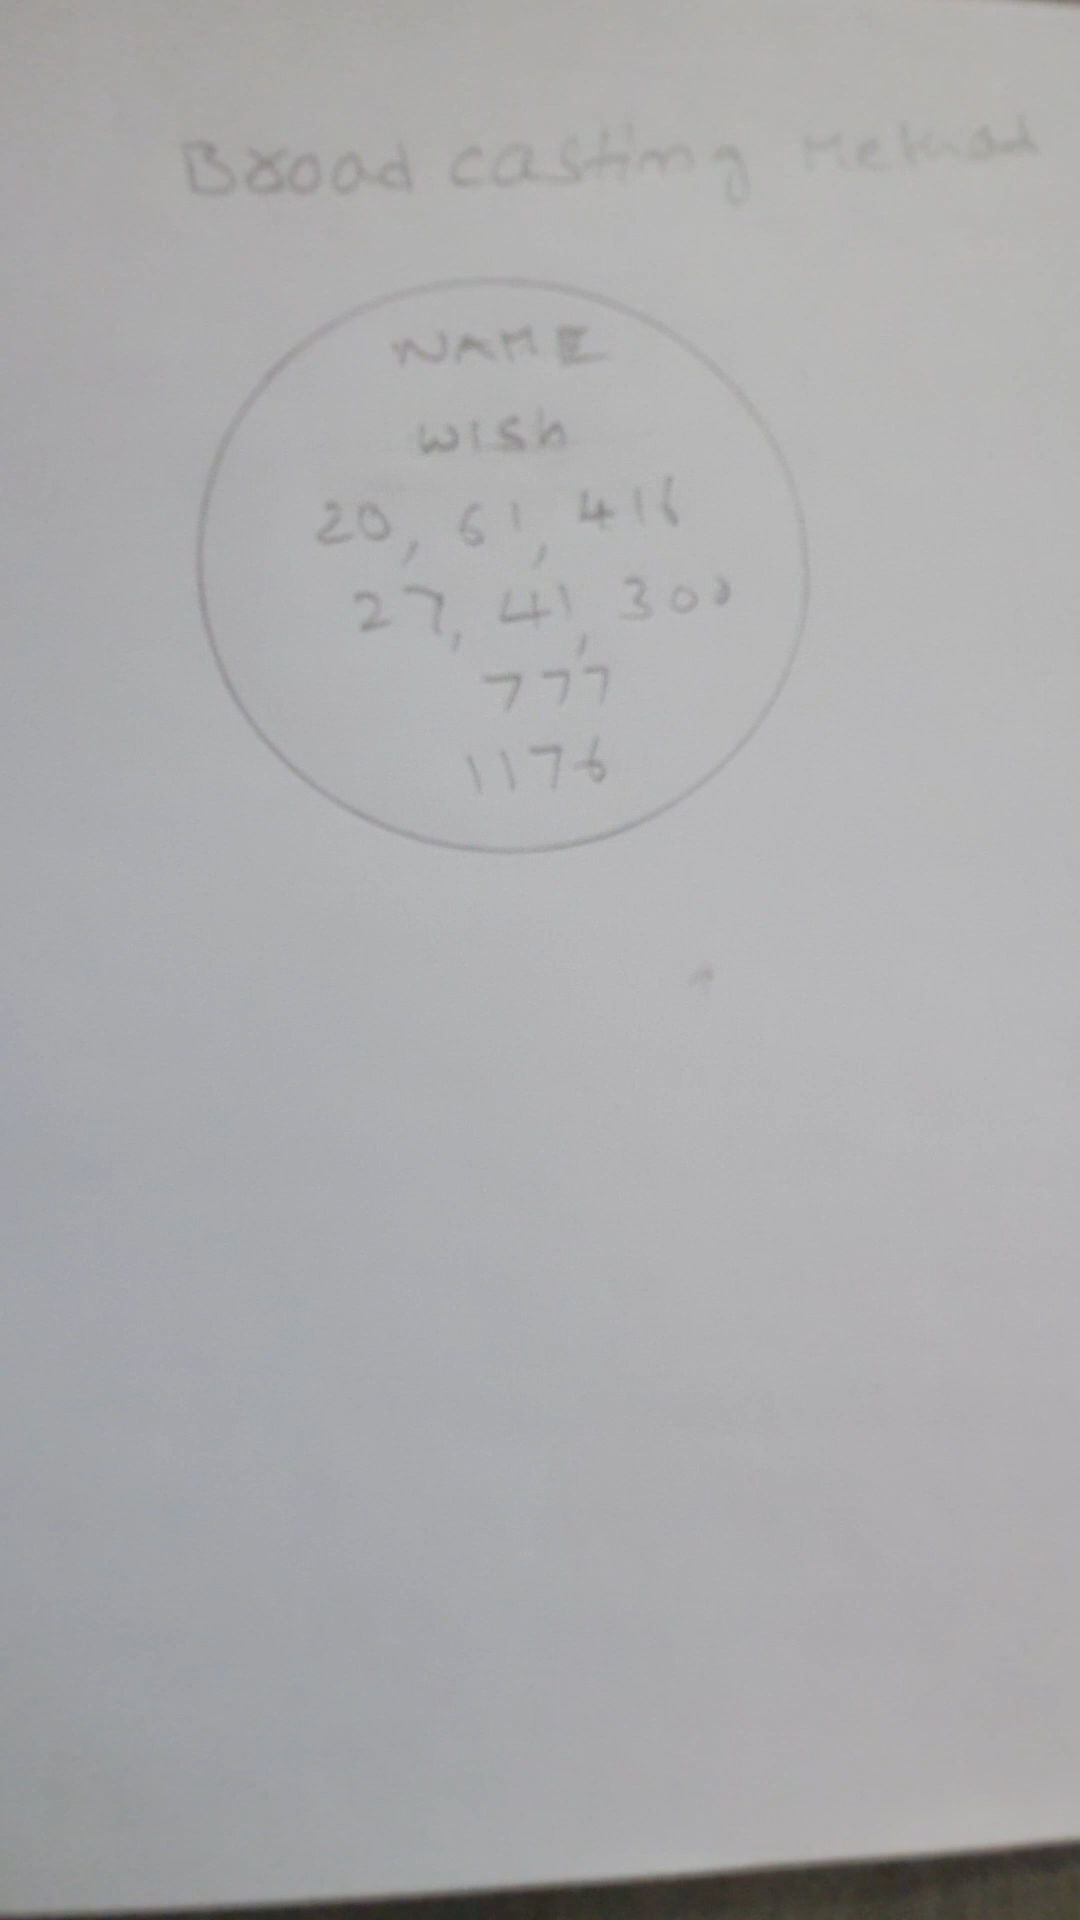 Broad casting Method
NAME
Wish
20, 61, 416
27, 41, 300
777
1176